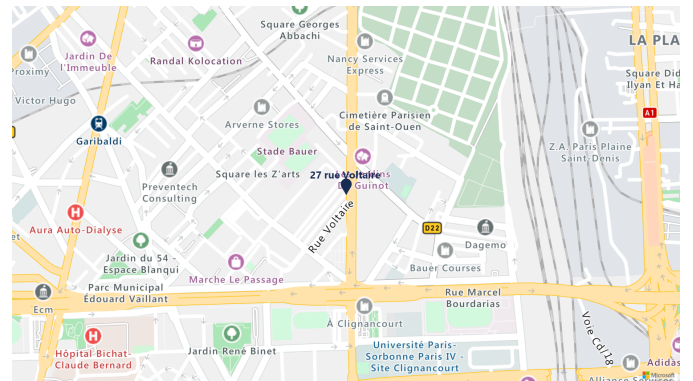 Square Georges
Abbachi
Jardin De
l'Immeuble
Randal Kolocation
Nancy Services
Express
LA PLA
Proximy
Square Did
Ilyan Et Ha
Victor Hugo
Arverne Stores
Cimetière Parisien
de Saint-Ouen
A1
Garibaldi
Stade Bauer
Z.A. Paris Plaine
Saint-Denis
Preventech
Consulting
Square les Z'arts
27 rue Voltaire
Guinot
Rue Voltaire
Aura Auto-Dialyse
D22
Dagemo
Jardin du 54 -
Espace Blanqui
Bauer Courses
Marche Le Passage
Parc Municipal
Édouard Vaillant
Ecm
Rue Marcel
Bourdarias
À Clignancourt
Voie Cdl18
Hôpital Bichat-
Claude Bernard
Jardin René Binet
Université Paris-
Sorbonne Paris IV -
Site Clignancourt
Adidas
Alliance Services
Microsoft